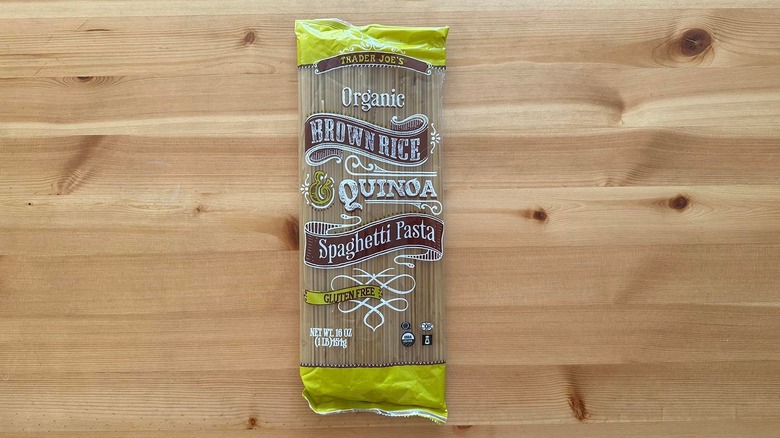 TRADER JOE'S
Organic
BROWN RICE
& QUINOA
Spaghetti Pasta
GLUTEN FREE
NET WT. 16 OZ
(1 LB) 454g